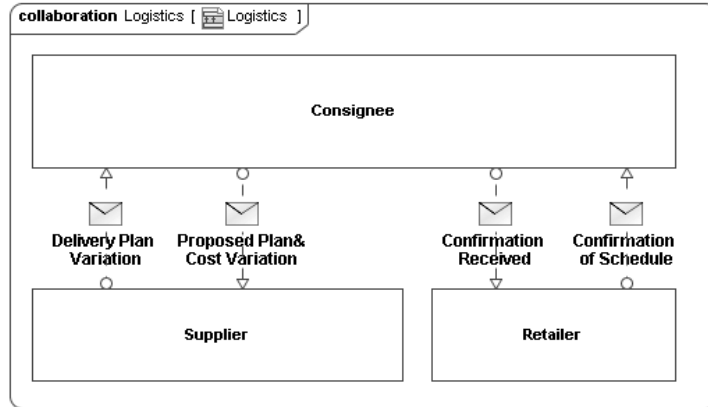 collaboration Logistics [ Logistics ]
Consignee
Delivery Plan
Variation
Proposed Plan&
Cost Variation
Confirmation
Received
Confirmation
of Schedule
Supplier
Retailer